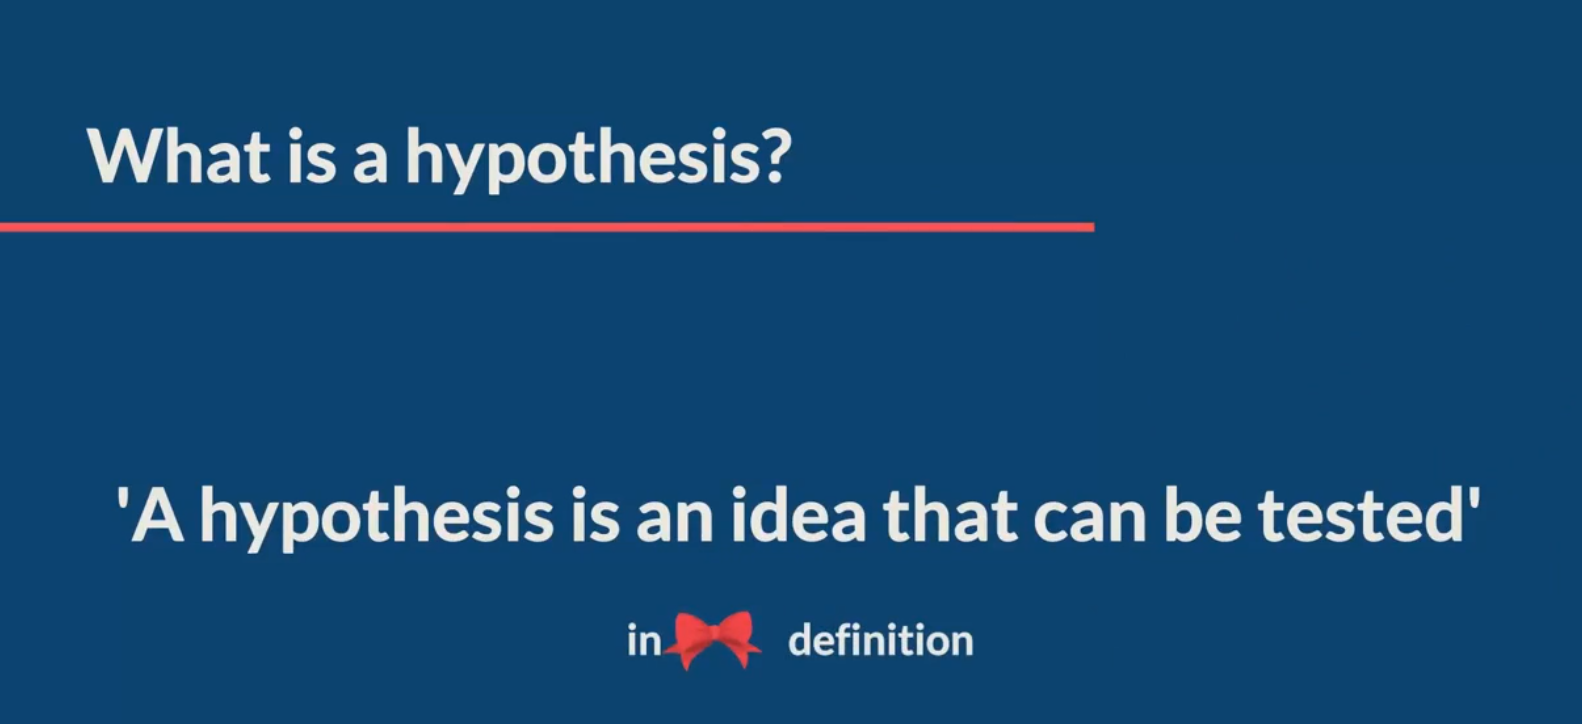 What is a hypothesis?
'A hypothesis is an idea that can be tested'
in definition